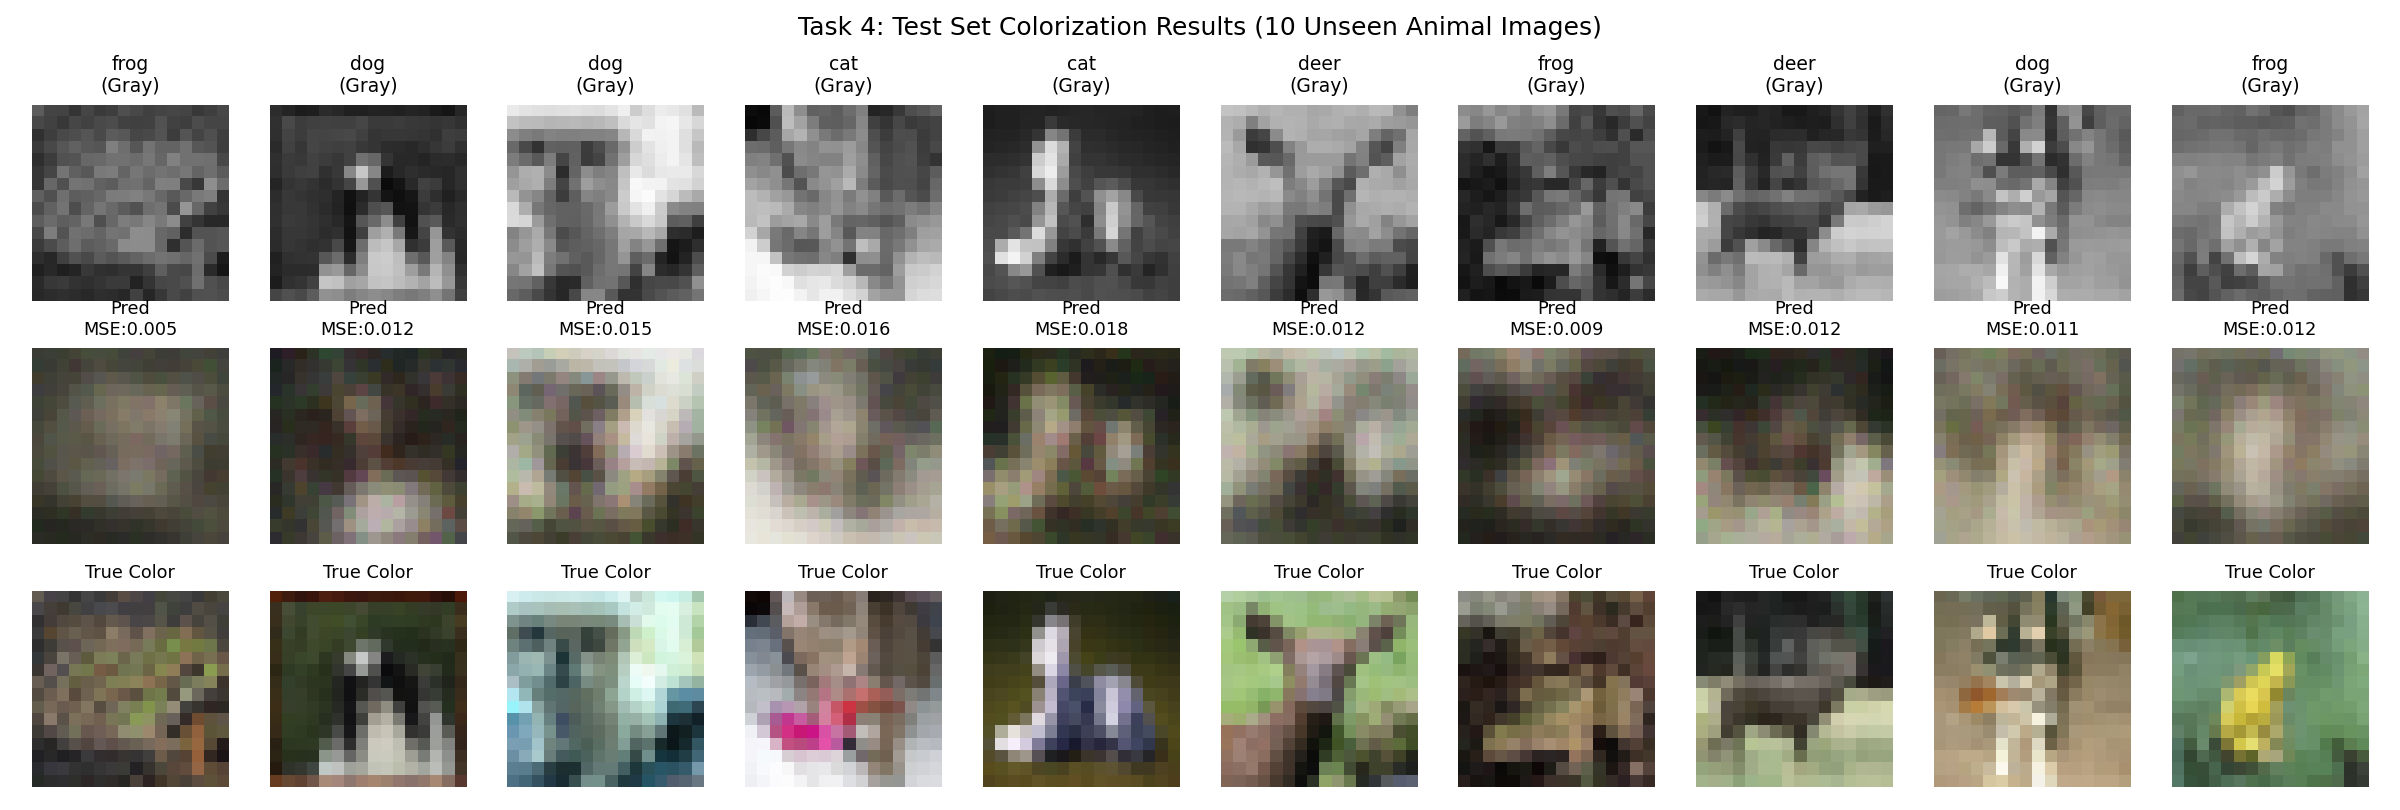 Task 4: Test Set Colorization Results (10 Unseen Animal Images)
frog
(Gray)
dog
(Gray)
dog
(Gray)
cat
(Gray)
cat
(Gray)
deer
(Gray)
frog
(Gray)
deer
(Gray)
dog
(Gray)
frog
(Gray)
Pred
MSE:0.005
Pred
MSE:0.012
Pred
MSE:0.015
Pred
MSE:0.016
Pred
MSE:0.018
Pred
MSE:0.012
Pred
MSE:0.009
Pred
MSE:0.012
Pred
MSE:0.011
Pred
MSE:0.012
True Color
True Color
True Color
True Color
True Color
True Color
True Color
True Color
True Color
True Color